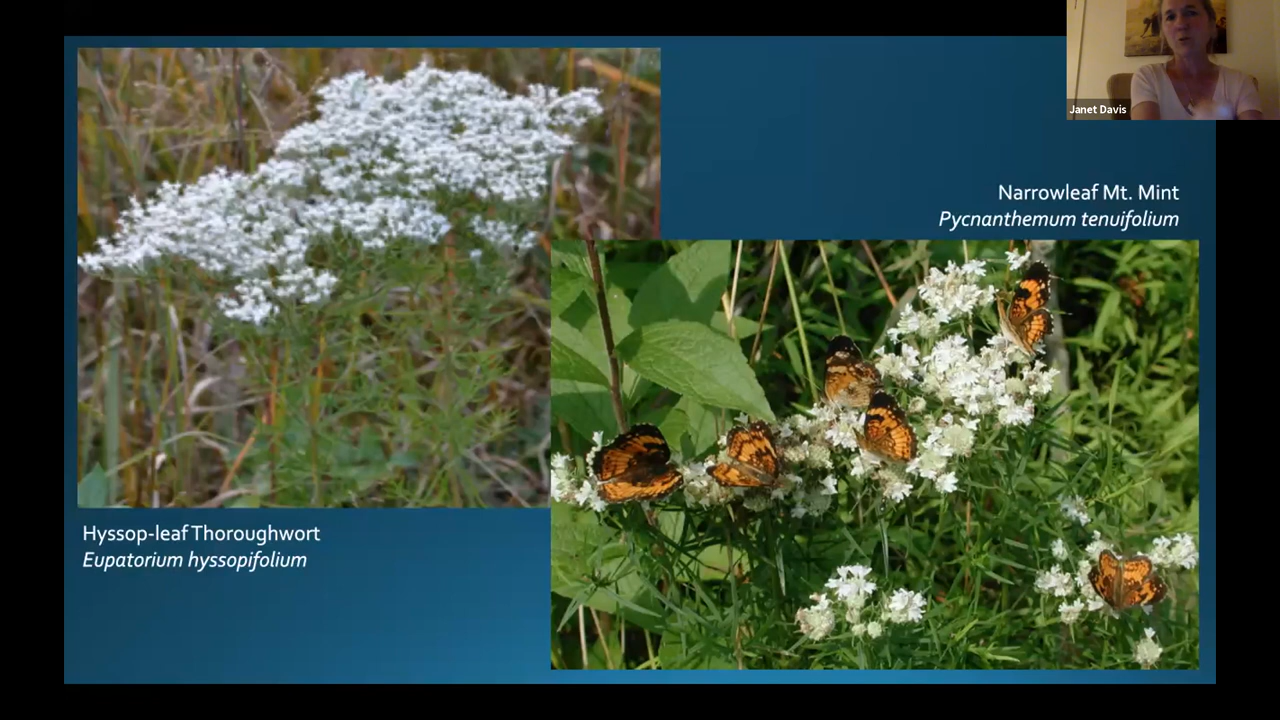 Janet Davis
Narrowleaf Mt. Mint
Pycnanthemum tenuifolium
Hyssop-leaf Thoroughwort
Eupatorium hyssopifolium